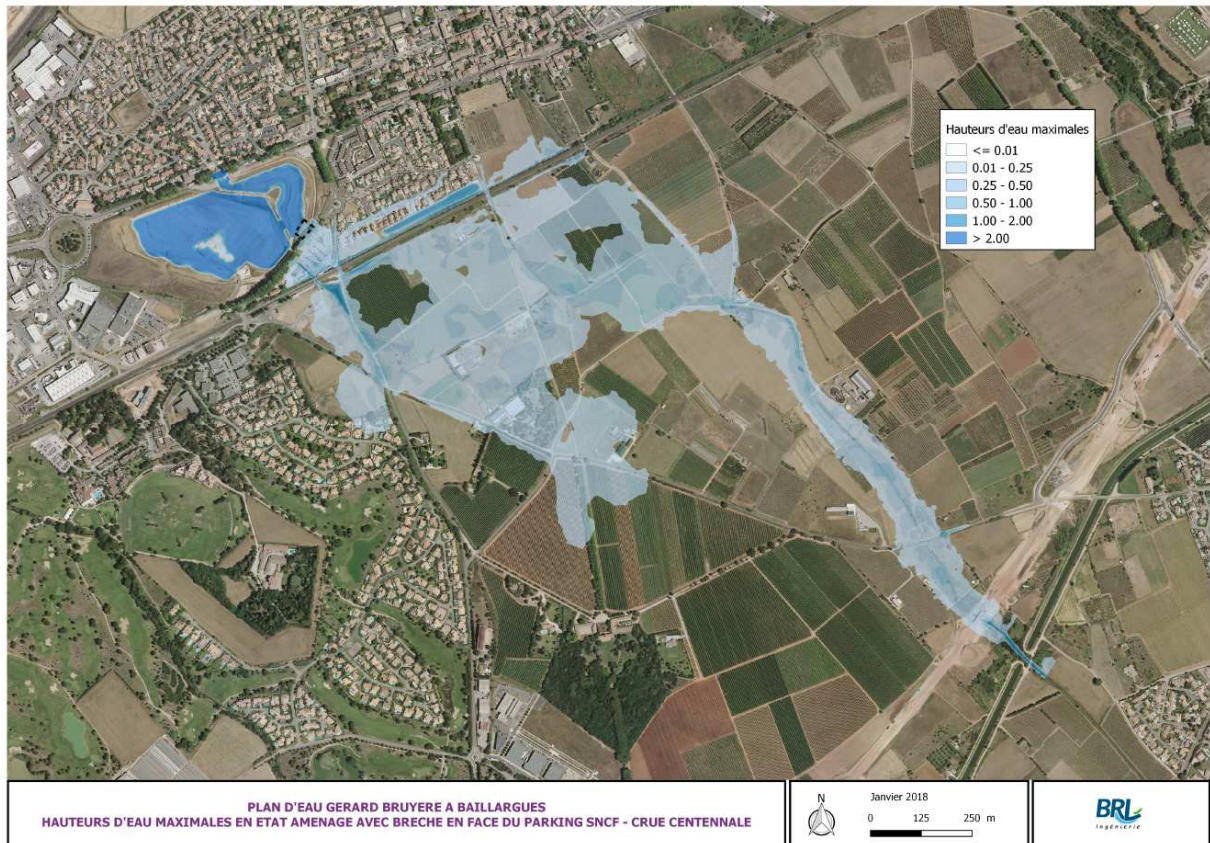 Hauteurs d'eau maximales
<= 0.01
0.01 - 0.25
0.25 - 0.50
0.50 - 1.00
1.00 - 2.00
> 2.00
PLAN D'EAU GERARD BRUYERE A BAILLARGUES
HAUTEURS D'EAU MAXIMALES EN ETAT AMENAGE AVEC BRECHE EN FACE DU PARKING SNCF - CRUE CENTENNALE
N
Janvier 2018
0 125 250 m
BRL
Ingénierie